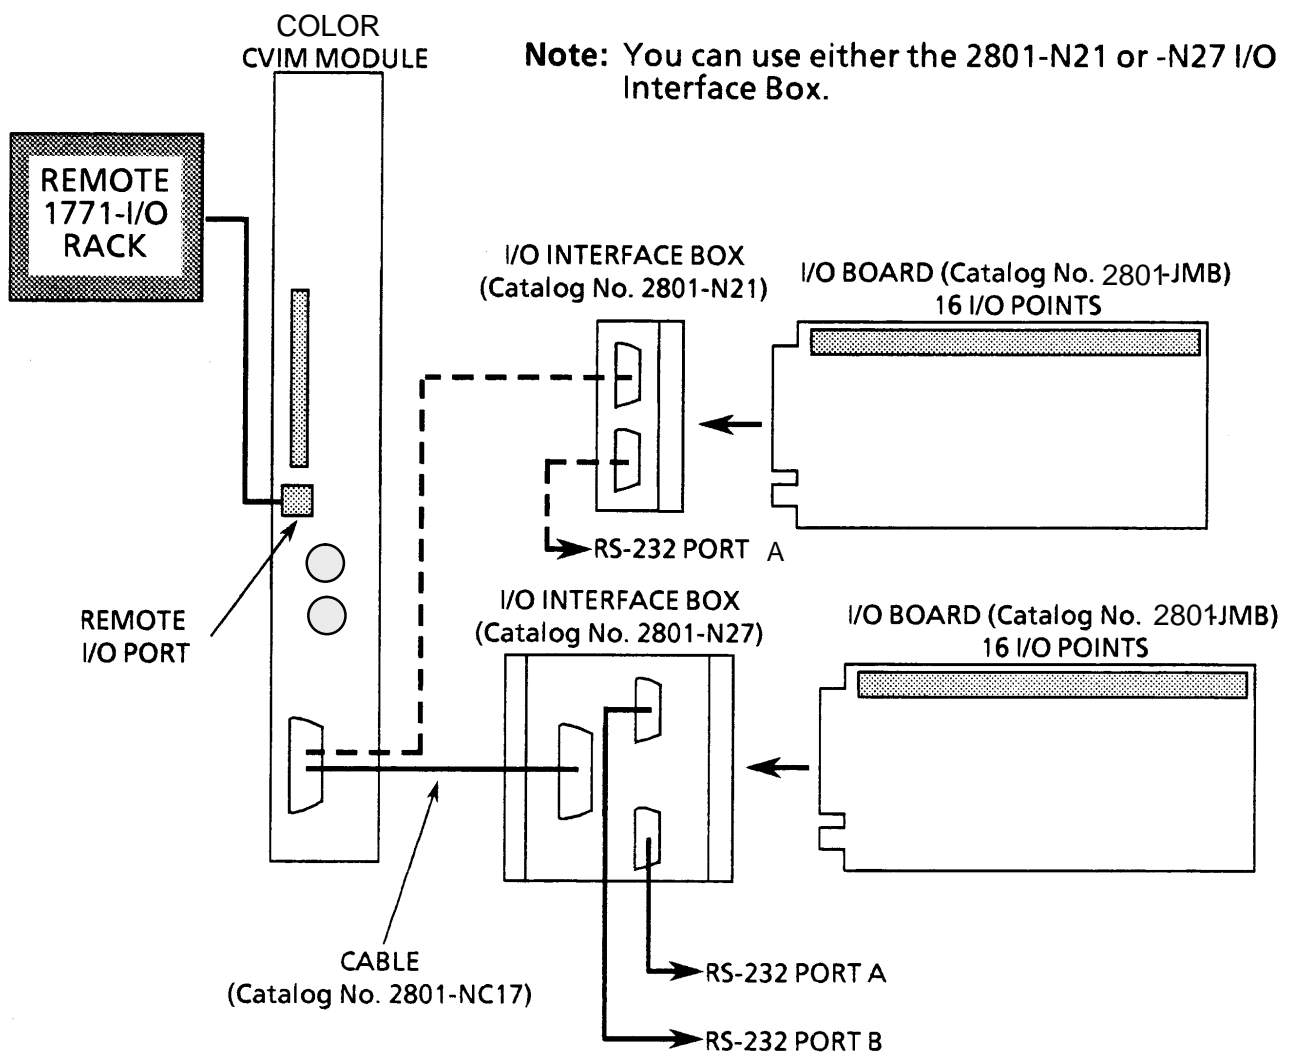 COLOR
CVIM MODULE
Note: You can use either the 2801-N21 or -N27 I/O
Interface Box.
REMOTE
1771-I/O
RACK
I/O INTERFACE BOX
(Catalog No. 2801-N21)
I/O BOARD (Catalog No. 2801-JMB)
16 I/O POINTS
RS-232 PORT A
REMOTE
I/O PORT
I/O INTERFACE BOX
(Catalog No. 2801-N27)
I/O BOARD (Catalog No. 2801-JMB)
16 I/O POINTS
CABLE
(Catalog No. 2801-NC17)
RS-232 PORT A
RS-232 PORT B